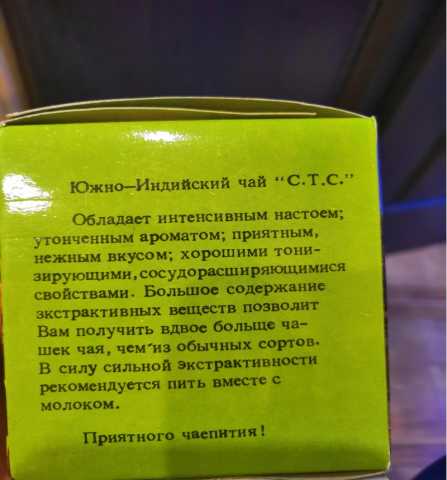 Южно—Индийский чай "С.Т.С."
Обладает интенсивным настоем;
утонченным ароматом; приятным,
нежным вкусом; хорошими тони-
зирующими,сосудорасширяющимися
свойствами. Большое содержание
экстрактивных веществ позволит
Вам получить вдвое больще ча-
шек чая, чем из обычных сортов.
В силу сильной экстрактивности
рекомендуется пить вместе с
молоком.
Приятного чаепития!